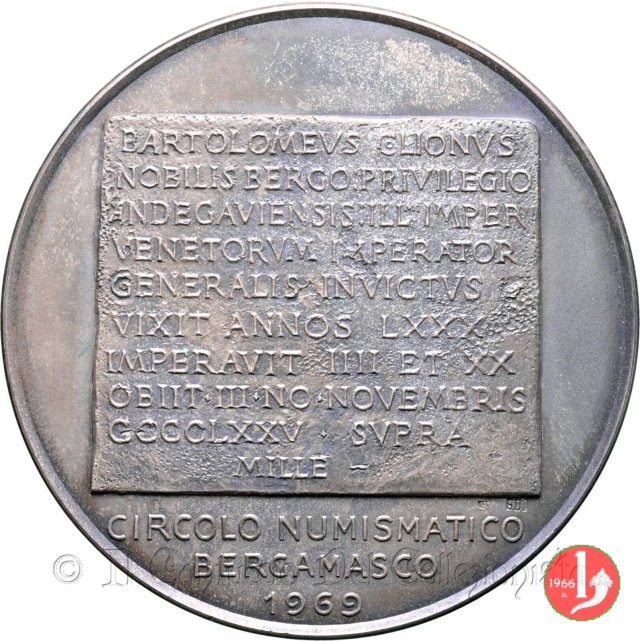 BARTOLOMEVS COLIONVS
NOBILIS BERGO·PRIVILEGIO
ANDEGAVIENSIS·ILL·IMPER
VENETORVM IMPERATOR
GENERALIS INVICTVS
VIXIT ANNOS LXXX
IMPERAVIT IIII ET XX
OBIIT·III·NO·NOVEMBRIS
CCCCLXXV · SVPRA
MILLE -
CIRCOLO NUMISMATICO
BERGAMASCO
1969
1966